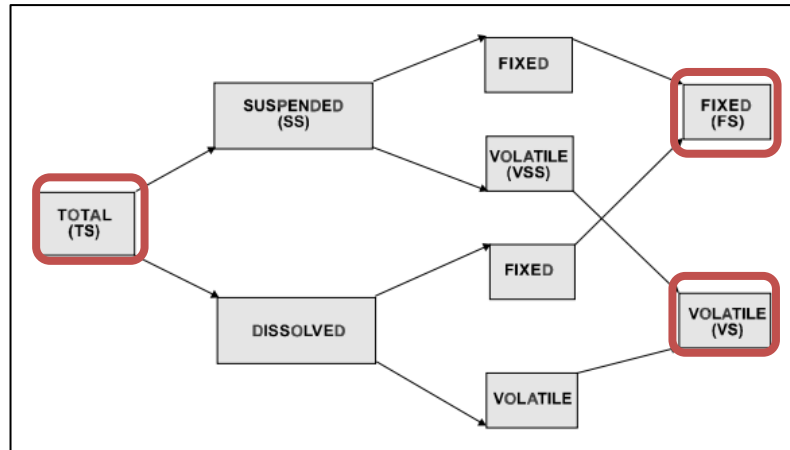 TOTAL
(TS)
SUSPENDED
(SS)
DISSOLVED
FIXED
VOLATILE
(VSS)
FIXED
VOLATILE
FIXED
(FS)
VOLATILE
(VS)